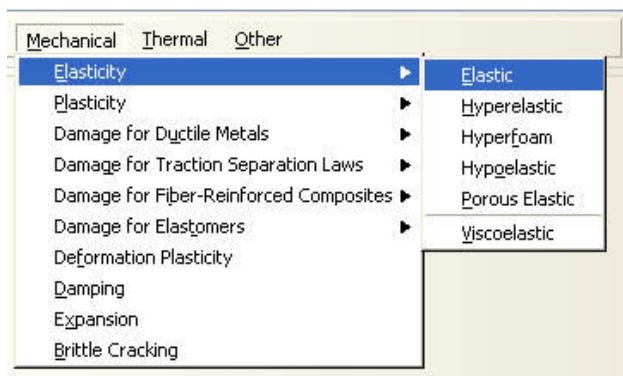 Mechanical Thermal Other
Elasticity
Plasticity
Damage for Ductile Metals
Damage for Traction Separation Laws
Damage for Fiber-Reinforced Composites
Damage for Elastomers
Deformation Plasticity
Damping
Expansion
Brittle Cracking
Elastic
Hyperelastic
Hyperfoam
Hypoelastic
Porous Elastic
Viscoelastic